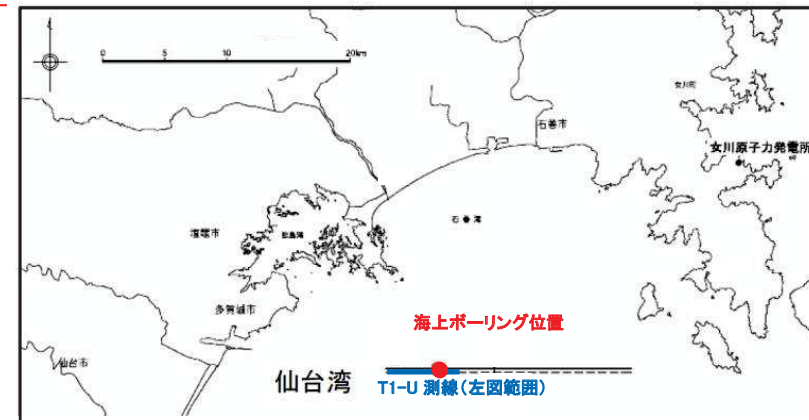 0 5 10 20km
女川町
石巻市
女川原子力発電所
石巻湾
塩竈市
松島湾
多賀城市
海上ボーリング位置
仙台市
仙台湾
T1-U 測線(左図範囲)